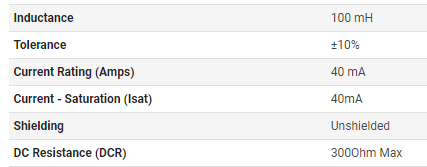 Inductance 100 mH
Tolerance ±10%
Current Rating (Amps) 40 mA
Current - Saturation (Isat) 40mA
Shielding Unshielded
DC Resistance (DCR) 300Ohm Max